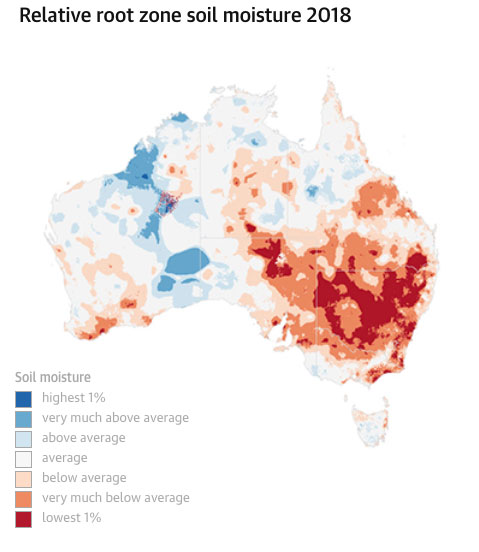 Relative root zone soil moisture 2018
Soil moisture
highest 1%
very much above average
above average
average
below average
very much below average
lowest 1%